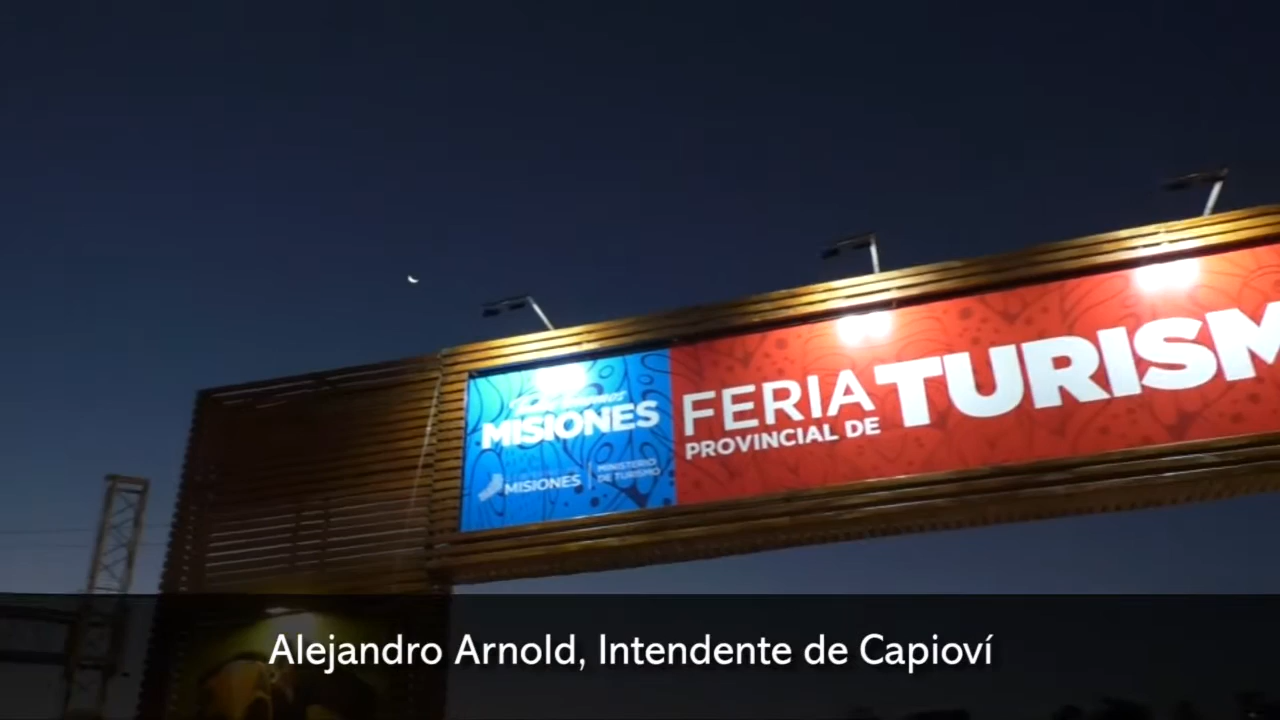 MISIONES
MISIONES
MINISTERIO
DE TURISMO
FERIA
PROVINCIAL DE
TURISM
Alejandro Arnold, Intendente de Capioví